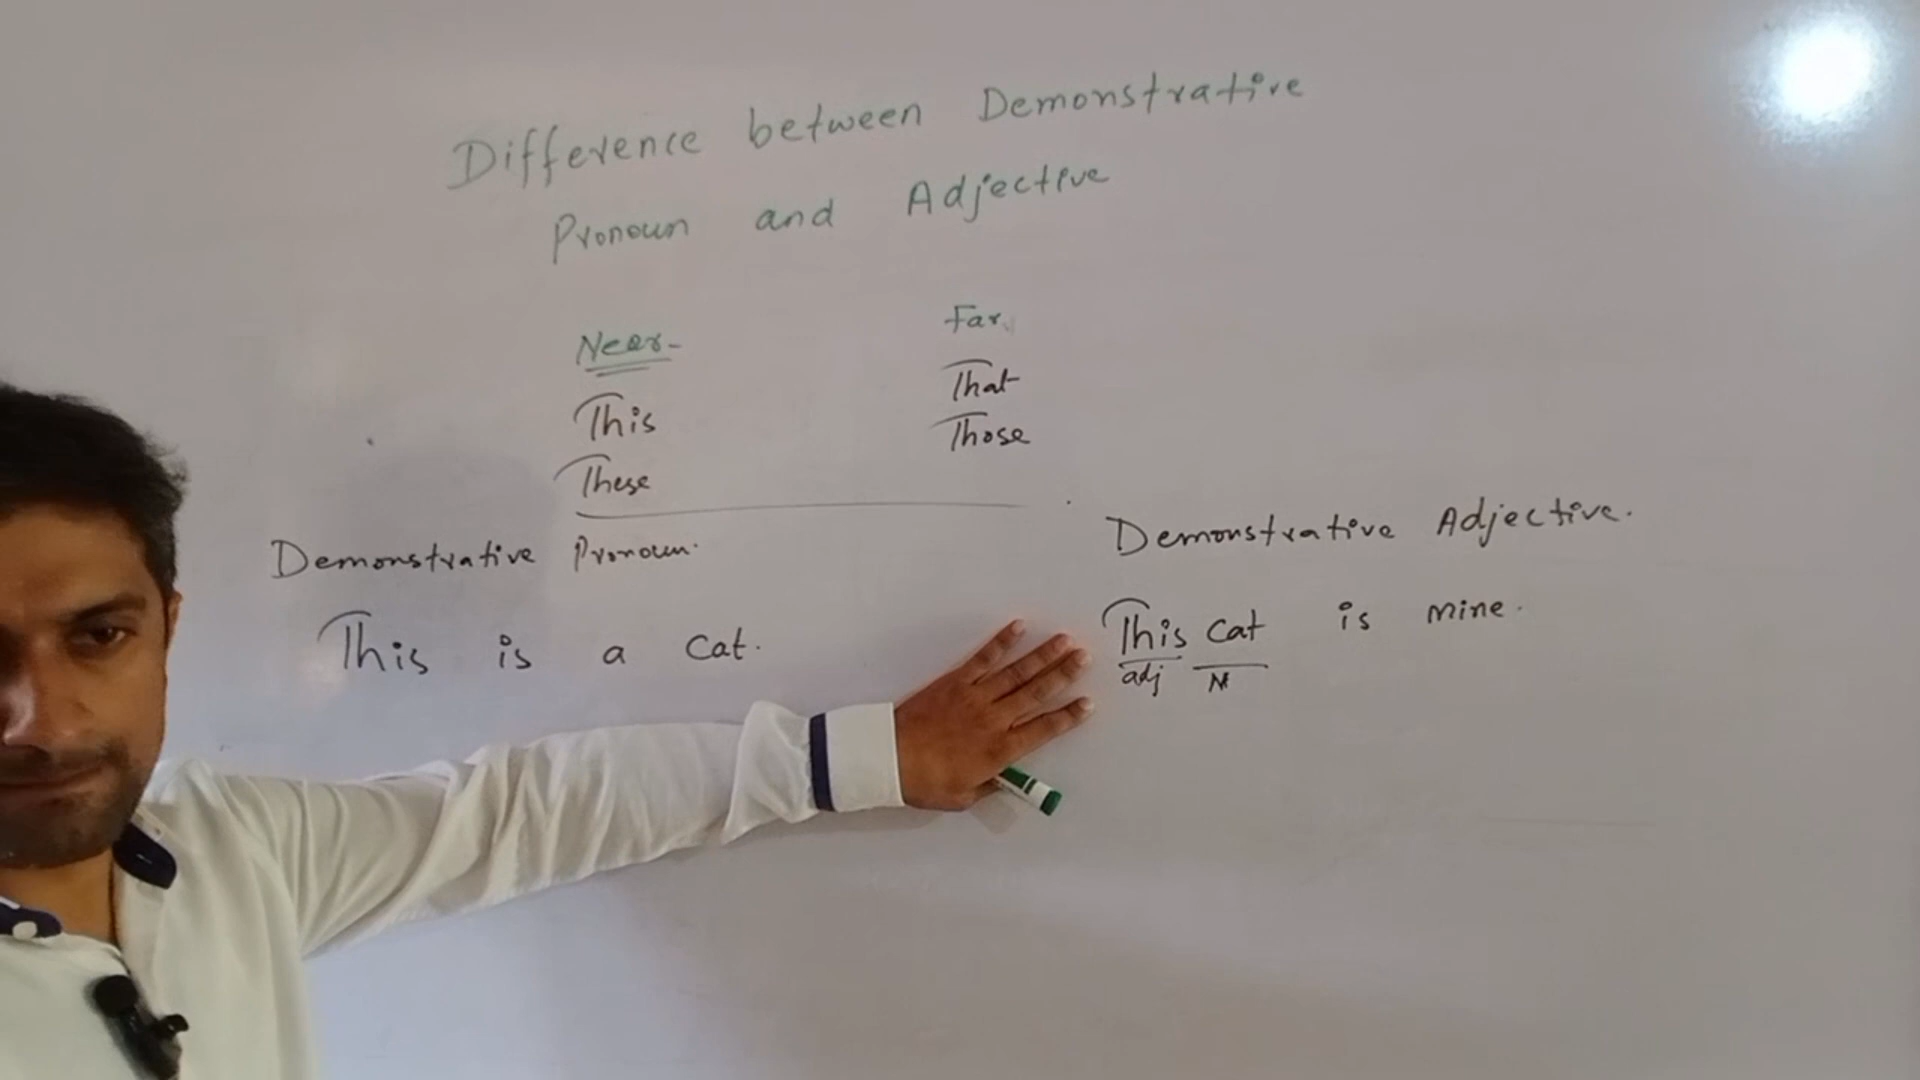 Difference between Demonstrative
Pronoun and Adjective
Near Far
This That
These Those
Demonstrative Pronoun. Demonstrative Adjective.
This is a cat. This cat is mine.
adj N